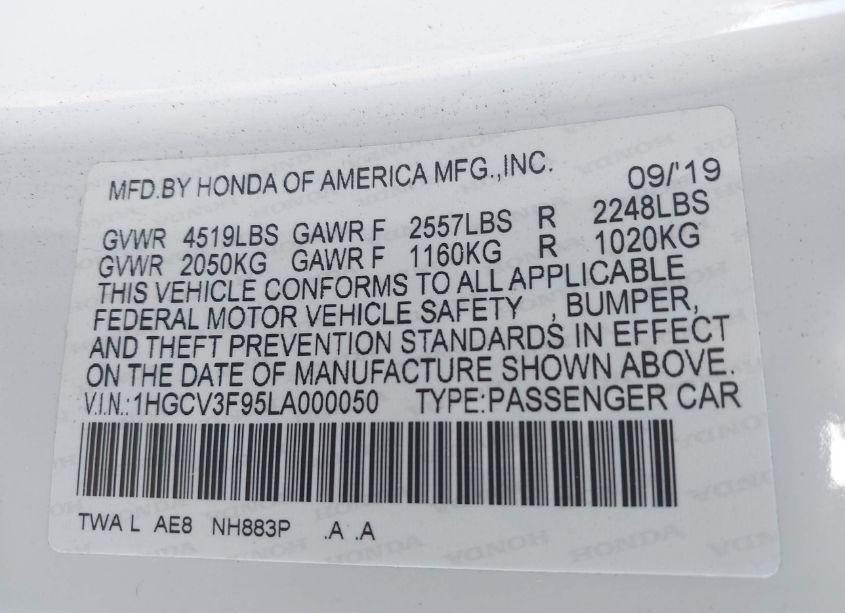 MFD.BY HONDA OF AMERICA MFG.,INC. 09/'19
GVWR 4519LBS GAWR F 2557LBS R 2248LBS
GVWR 2050KG GAWR F 1160KG R 1020KG
THIS VEHICLE CONFORMS TO ALL APPLICABLE
FEDERAL MOTOR VEHICLE SAFETY , BUMPER,
AND THEFT PREVENTION STANDARDS IN EFFECT
ON THE DATE OF MANUFACTURE SHOWN ABOVE.
V.I.N.:1HGCV3F95LA000050 TYPE:PASSENGER CAR
TWA L AE8 NH883P .A .A